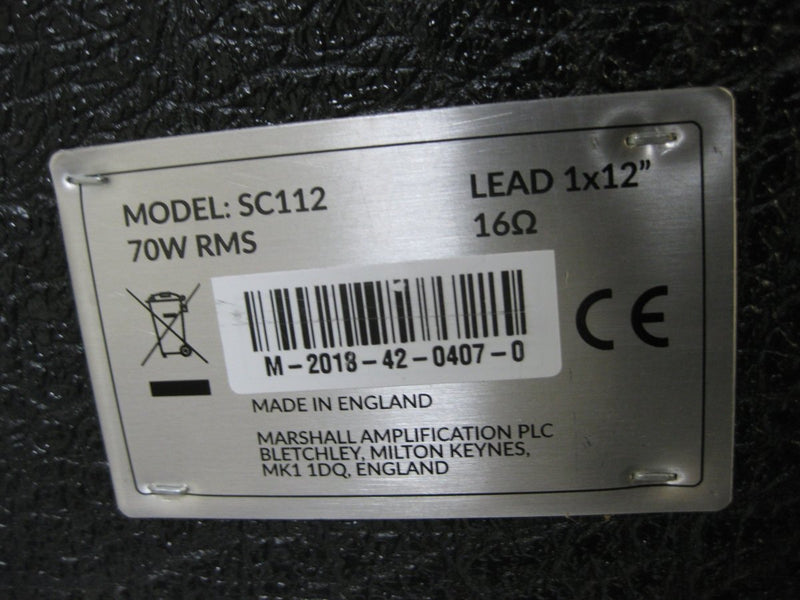 MODEL: SC112
70W RMS
LEAD 1x12”
16Ω
M-2018-42-0407-0
CE
MADE IN ENGLAND
MARSHALL AMPLIFICATION PLC
BLETCHLEY, MILTON KEYNES,
MK1 1DQ, ENGLAND